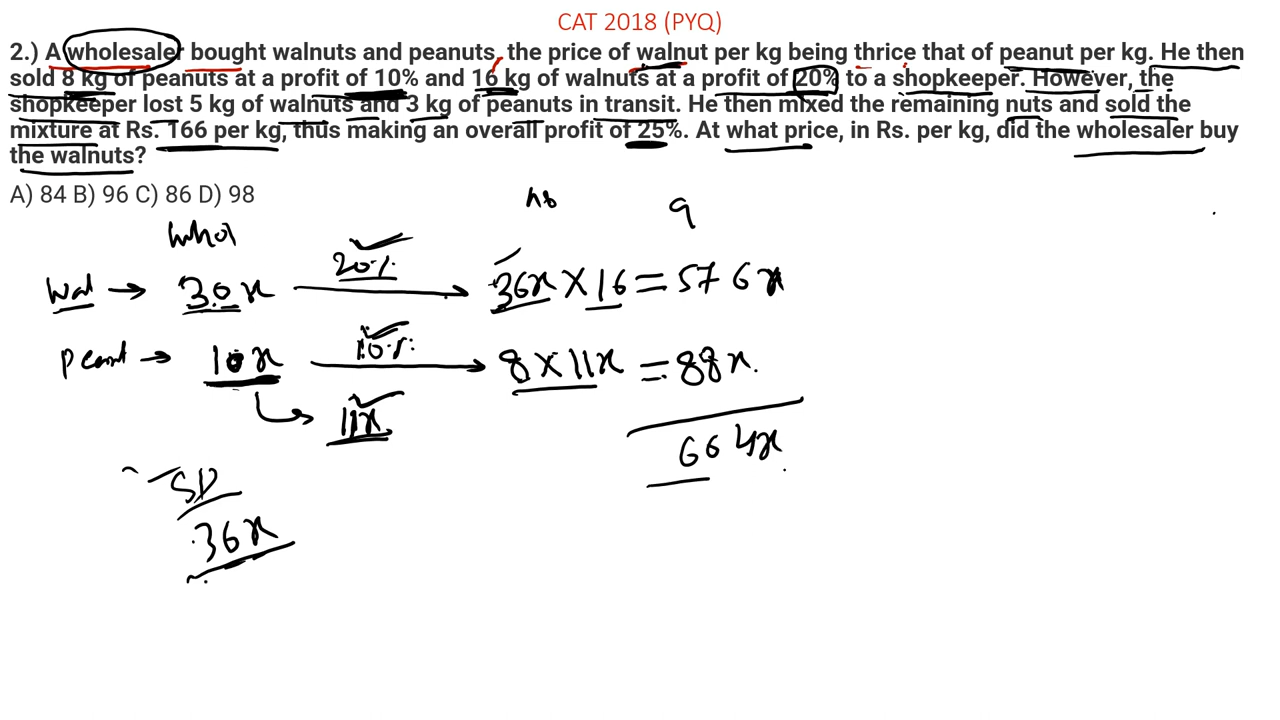 CAT 2018 (PYQ)
2.) A wholesaler bought walnuts and peanuts, the price of walnut per kg being thrice that of peanut per kg. He then
sold 8 kg of peanuts at a profit of 10% and 16 kg of walnuts at a profit of 20% to a shopkeeper. However, the
shopkeeper lost 5 kg of walnuts and 3 kg of peanuts in transit. He then mixed the remaining nuts and sold the
mixture at Rs. 166 per kg, thus making an overall profit of 25%. At what price, in Rs. per kg, did the wholesaler buy
the walnuts?
A) 84 B) 96 C) 86 D) 98
9
whol
Wal → 30x 20% 36x × 16 = 576x
10x 10% 8 × 11x = 88x
11x
664x
36x